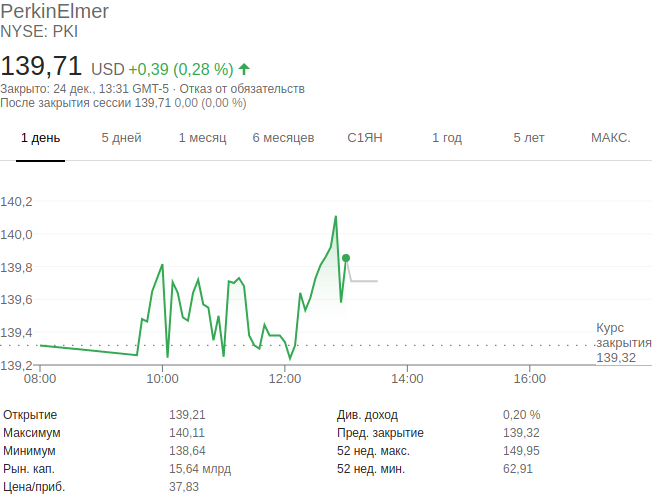 PerkinElmer
NYSE: PKI
139,71 USD +0,39 (0,28 %)
Закрыто: 24 дек., 13:31 GMT-5 · Отказ от обязательств
После закрытия сессии 139,71 0,00 (0,00 %)
1 день 5 дней 1 месяц 6 месяцев С1ЯН 1 год 5 лет МАКС.
140,2
140,0
139,8
139,6
139,4
139,2
Курс
закрытия
139,32
08:00 10:00 12:00 14:00 16:00
Открытие 139,21
Максимум 140,11
Минимум 138,64
Рын. кап. 15,64 млрд
Цена/приб. 37,83
Див. доход 0,20 %
Пред. закрытие 139,32
52 нед. макс. 149,95
52 нед. мин. 62,91